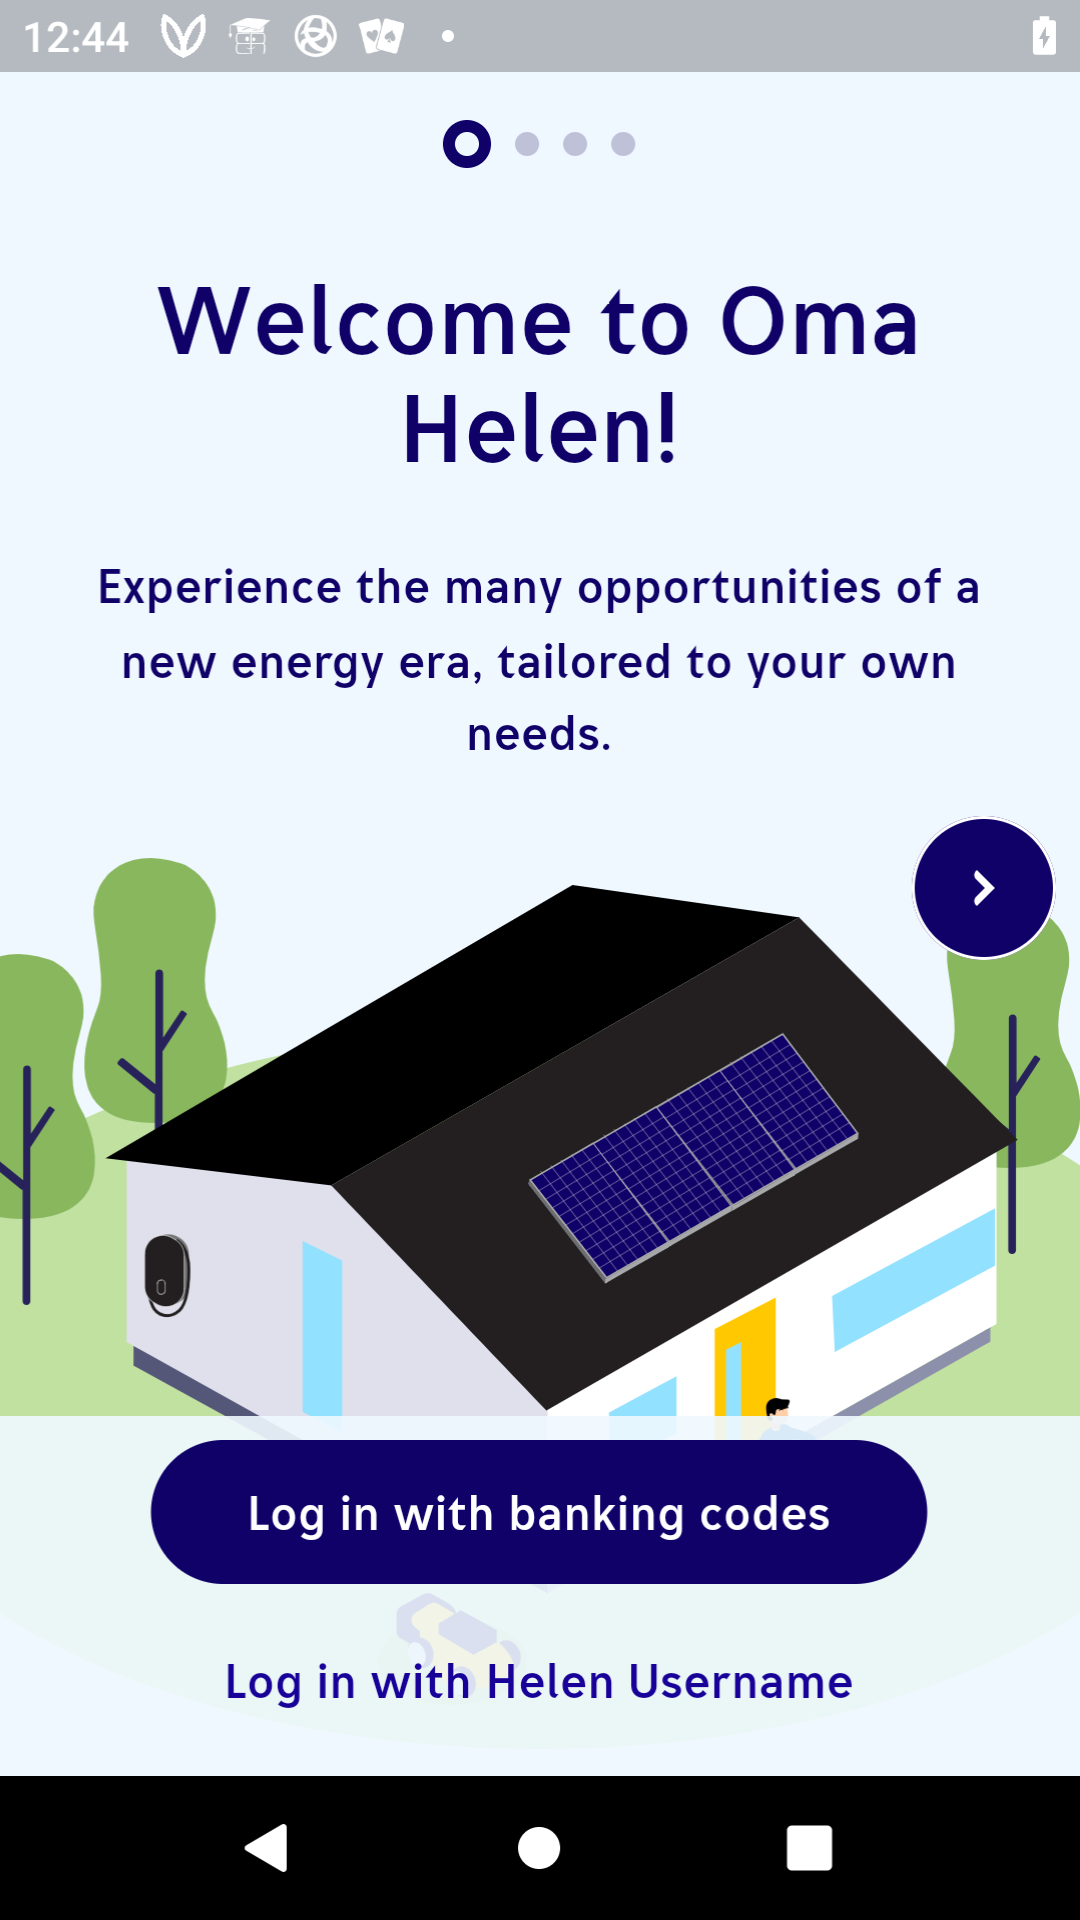 12:44
Welcome to Oma
Helen!
Experience the many opportunities of a
new energy era, tailored to your own
needs.
Log in with banking codes
Log in with Helen Username